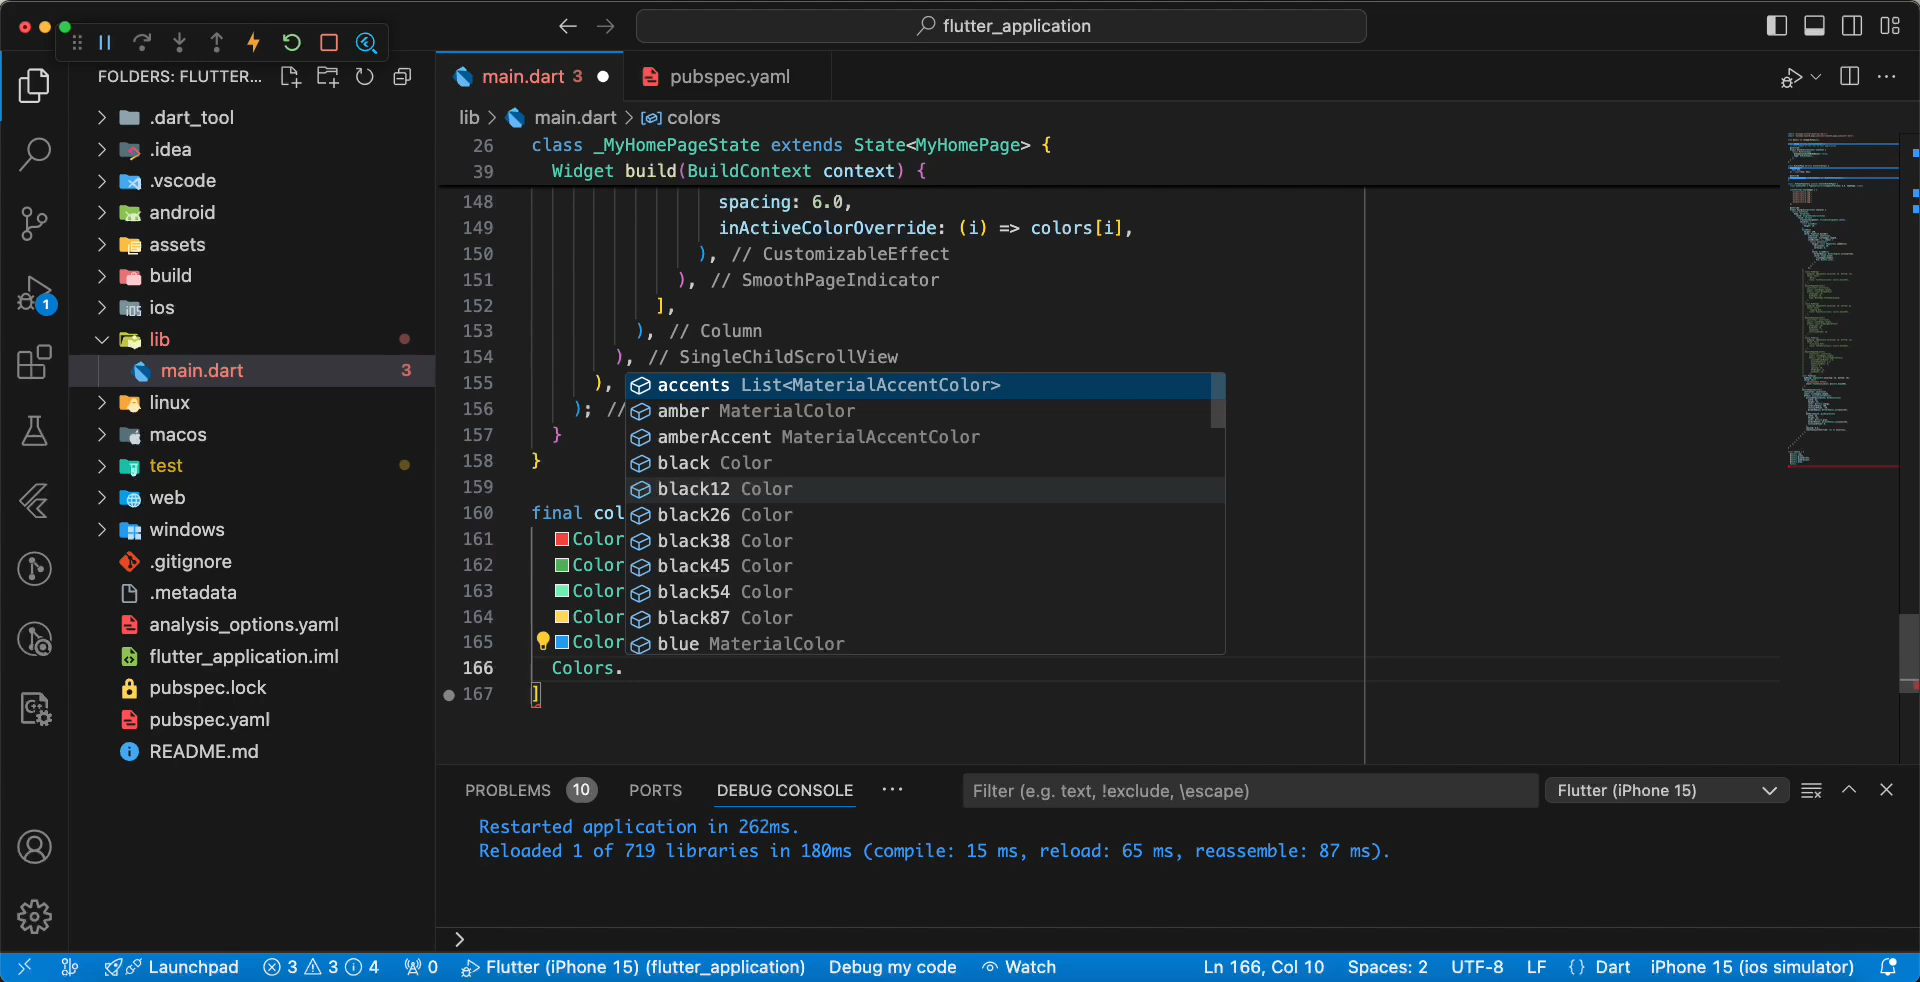 flutter_application
FOLDERS: FLUTTER...
.dart_tool
.idea
.vscode
android
assets
build
ios
lib
main.dart 3
linux
macos
test
web
windows
.gitignore
.metadata
analysis_options.yaml
flutter_application.iml
pubspec.lock
pubspec.yaml
README.md
1
main.dart 3
pubspec.yaml
lib > main.dart > colors
26 class _MyHomePageState extends State<MyHomePage> {
39 Widget build(BuildContext context) {
148 spacing: 6.0,
149 inActiveColorOverride: (i) => colors[i],
150 ), // CustomizableEffect
151 ), // SmoothPageIndicator
152 ],
153 ), // Column
154 ), // SingleChildScrollView
155 ),
156 ); //
157 }
158 }
159
160 final col
161 Color
162 Color
163 Color
164 Color
165 Color
166 Colors.
167 ]
accents List<MaterialAccentColor>
amber MaterialColor
amberAccent MaterialAccentColor
black Color
black12 Color
black26 Color
black38 Color
black45 Color
black54 Color
black87 Color
blue MaterialColor
PROBLEMS 10 PORTS DEBUG CONSOLE ... Filter (e.g. text, !exclude, \escape) Flutter (iPhone 15)
Restarted application in 262ms.
Reloaded 1 of 719 libraries in 180ms (compile: 15 ms, reload: 65 ms, reassemble: 87 ms).
>
Launchpad 3 3 4 0 Flutter (iPhone 15) (flutter_application) Debug my code Watch Ln 166, Col 10 Spaces: 2 UTF-8 LF {} Dart iPhone 15 (ios simulator)